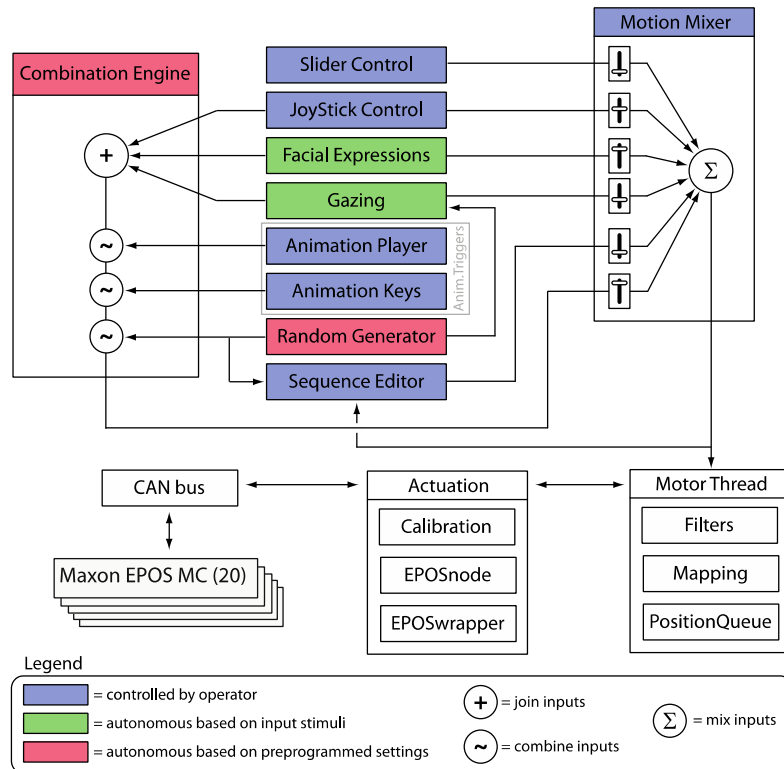 Motion Mixer
Combination Engine
Slider Control
JoyStick Control
Facial Expressions
Gazing
Animation Player
Animation Keys
Anim.Triggers
Random Generator
Sequence Editor
+
~
~
~
Σ
CAN bus
Maxon EPOS MC (20)
Actuation
Calibration
EPOSnode
EPOSwrapper
Motor Thread
Filters
Mapping
PositionQueue
Legend
= controlled by operator
= autonomous based on input stimuli
= autonomous based on preprogrammed settings
+ = join inputs
~ = combine inputs
Σ = mix inputs